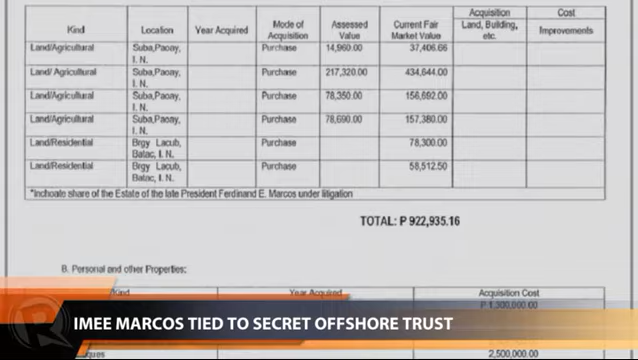 Acquisition Cost
Kind Location Year Acquired Mode of Acquisition Assessed Value Current Fair Market Value Land, Building, etc. Improvements
Land/Agricultural Suba,Paoay, I. N. Purchase 14,960.00 37,406.66
Land/ Agricultural Suba,Paoay, I. N. Purchase 217,320.00 434,644.00
Land/Agricultural Suba,Paoay, I. N. Purchase 78,350.00 156,692.00
Land/Agricultural Suba,Paoay, I. N. Purchase 78,690.00 157,380.00
Land/Residential Brgy Lacub, Batac, I. N. Purchase 78,300.00
Land/Residential Brgy Lacub, Batac, I. N. Purchase 58,512.50
*Inchoate share of the Estate of the late President Ferdinand E. Marcos under litigation
TOTAL: P 922,935.16
B. Personal and other Properties:
Kind Year Acquired Acquisition Cost
P 1,300,000.00
IMEE MARCOS TIED TO SECRET OFFSHORE TRUST
2,500,000.00